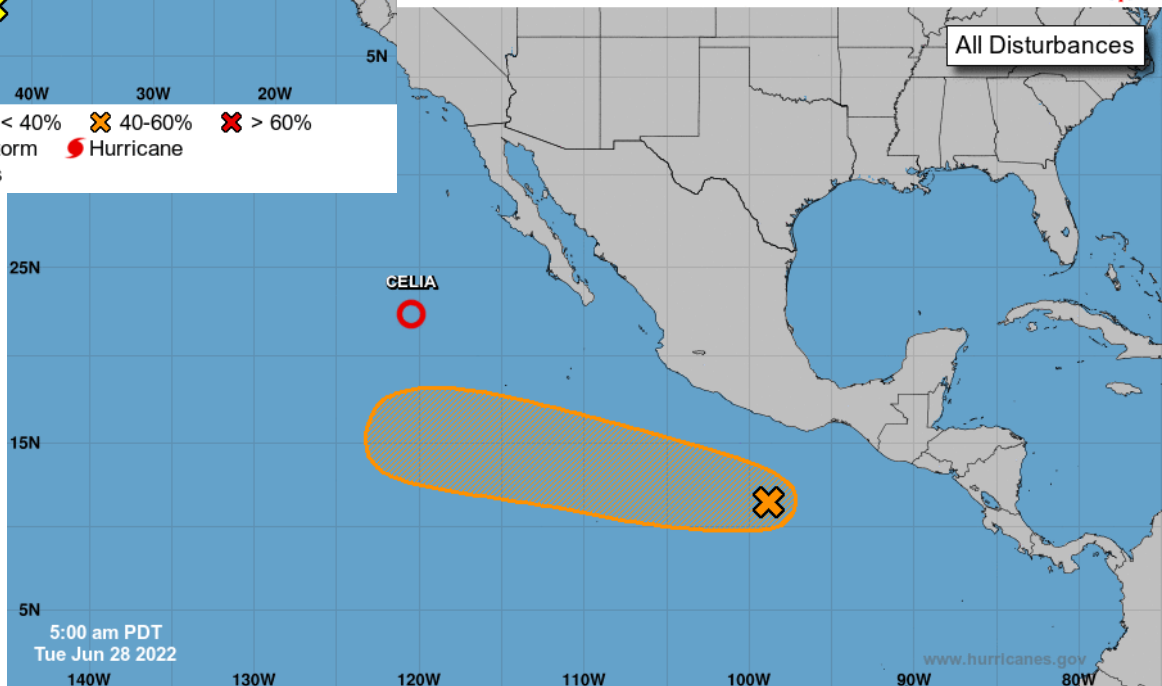 All Disturbances
5N
40W 30W 20W
< 40% 40-60% > 60%
orm Hurricane
s
25N
CELIA
15N
5N
5:00 am PDT
Tue Jun 28 2022
www.hurricanes.gov
140W 130W 120W 110W 100W 90W 80W